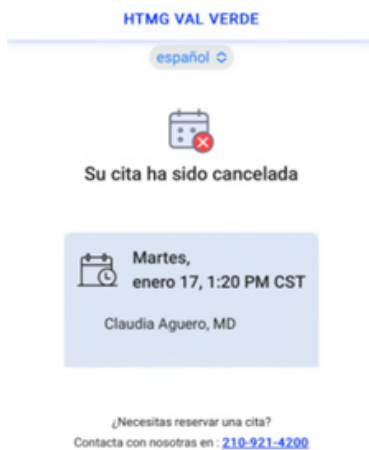 HTMG VAL VERDE
español
Su cita ha sido cancelada
Martes,
enero 17, 1:20 PM CST
Claudia Aguero, MD
¿Necesitas reservar una cita?
Contacta con nosotras en : 210-921-4200